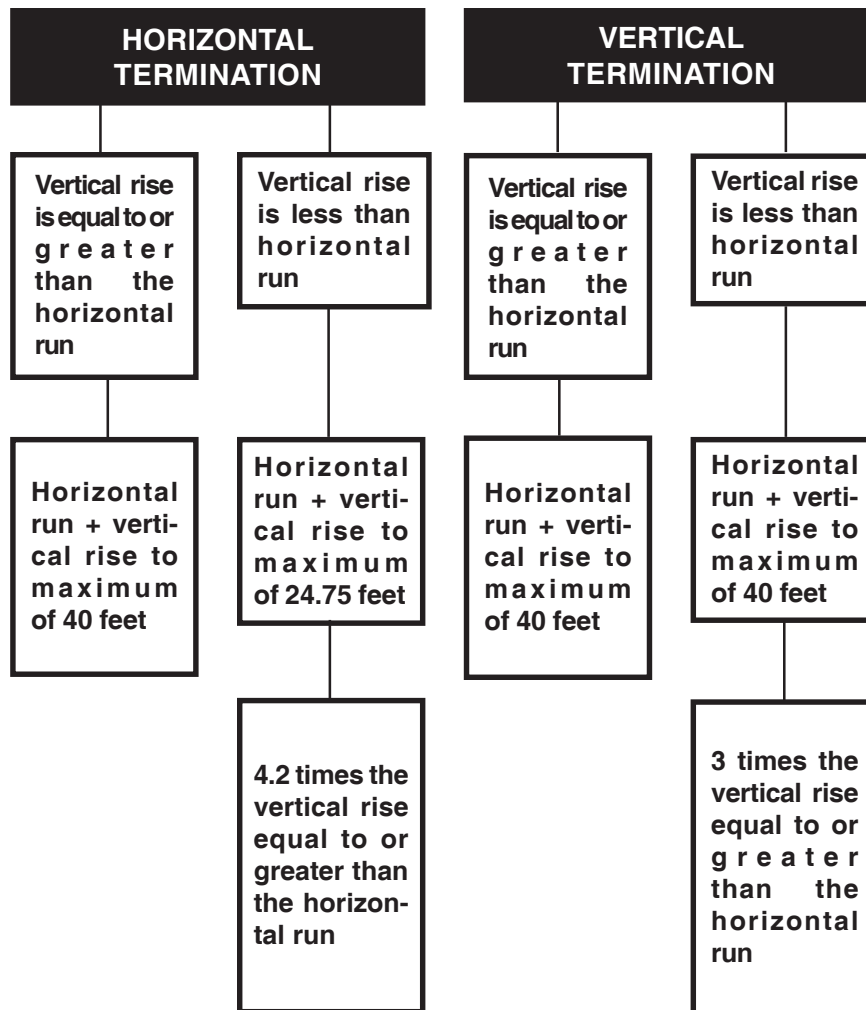 HORIZONTAL
TERMINATION
Vertical rise
is equal to or
greater
than the
horizontal
run
Horizontal
run + verti-
cal rise to
maximum
of 40 feet
Vertical rise
is less than
horizontal
run
Horizontal
run + verti-
cal rise to
maximum
of 24.75 feet
4.2 times the
vertical rise
equal to or
greater than
the horizon-
tal run
VERTICAL
TERMINATION
Vertical rise
is equal to or
greater
than the
horizontal
run
Horizontal
run + verti-
cal rise to
maximum
of 40 feet
Vertical rise
is less than
horizontal
run
Horizontal
run + verti-
cal rise to
maximum
of 40 feet
3 times the
vertical rise
equal to or
greater
than the
horizontal
run